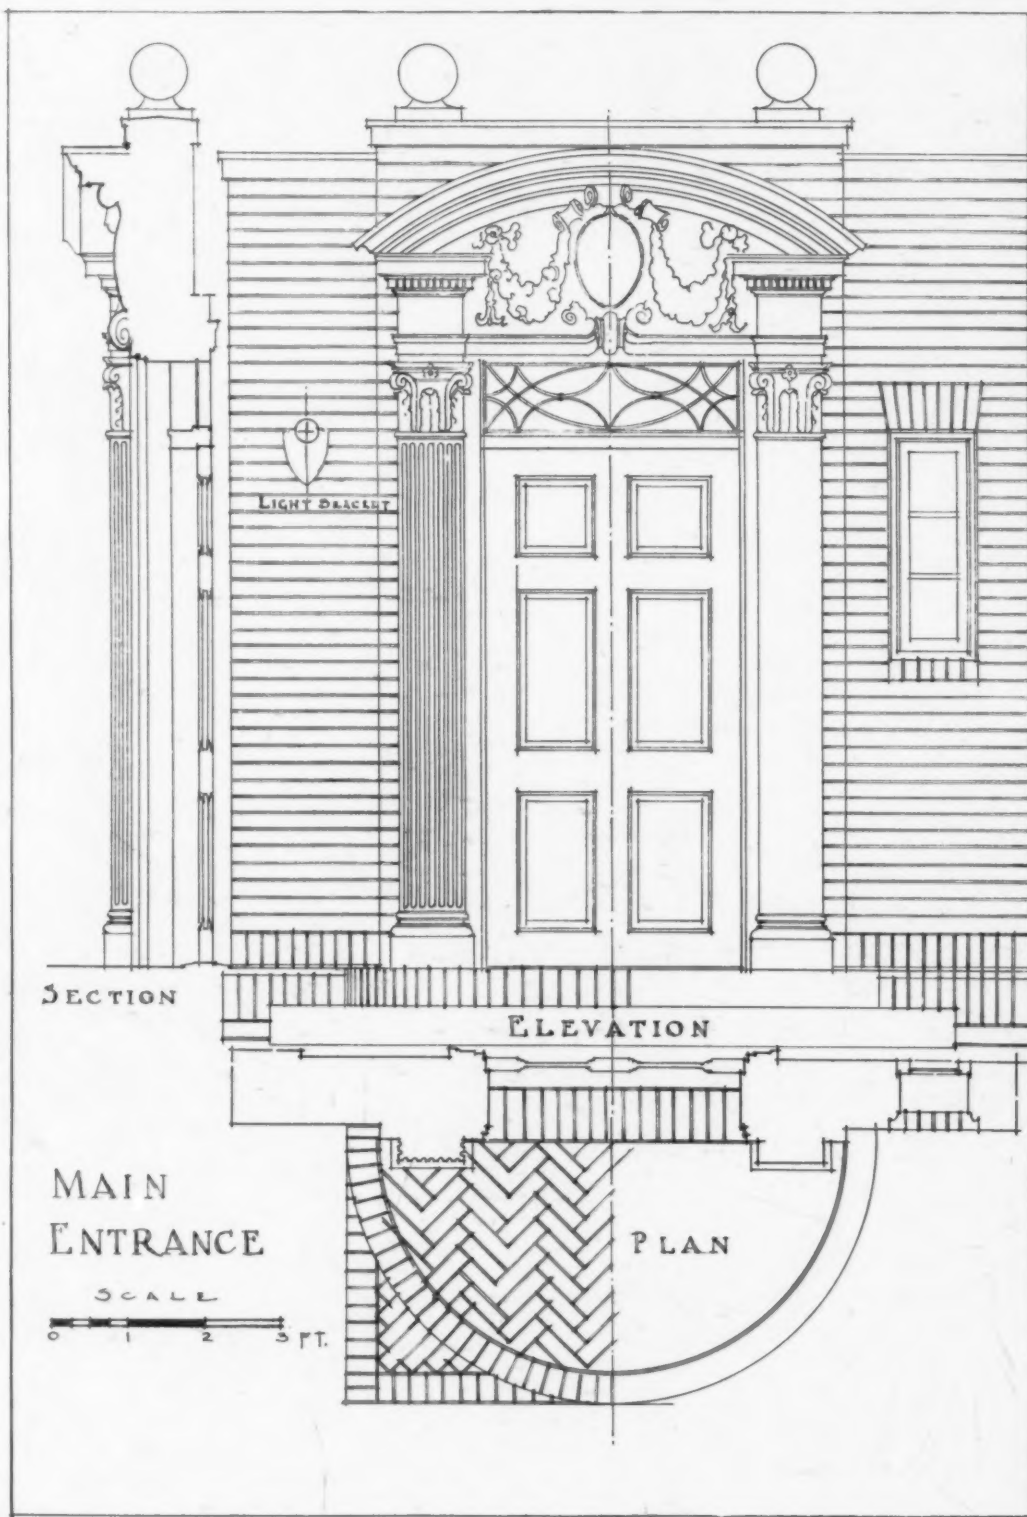 LIGHT BRACKET
SECTION
ELEVATION
MAIN
ENTRANCE
PLAN
SCALE
0 1 2 3 FT.